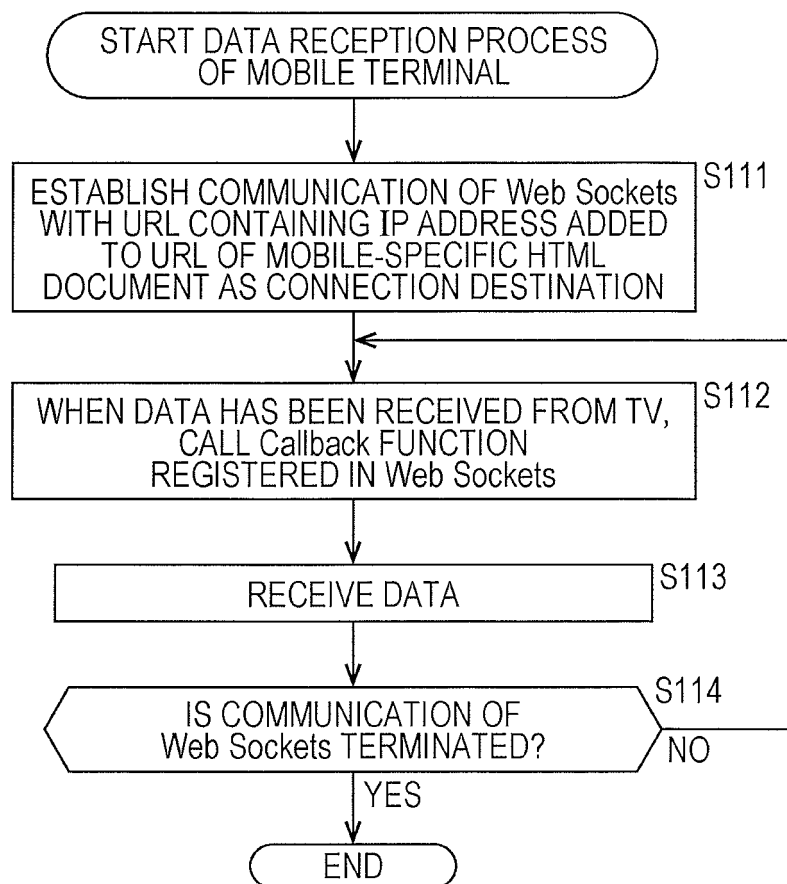 START DATA RECEPTION PROCESS
OF MOBILE TERMINAL
S111
ESTABLISH COMMUNICATION OF Web Sockets
WITH URL CONTAINING IP ADDRESS ADDED
TO URL OF MOBILE-SPECIFIC HTML
DOCUMENT AS CONNECTION DESTINATION
S112
WHEN DATA HAS BEEN RECEIVED FROM TV,
CALL Callback FUNCTION
REGISTERED IN Web Sockets
S113
RECEIVE DATA
S114
IS COMMUNICATION OF
Web Sockets TERMINATED?
NO
YES
END